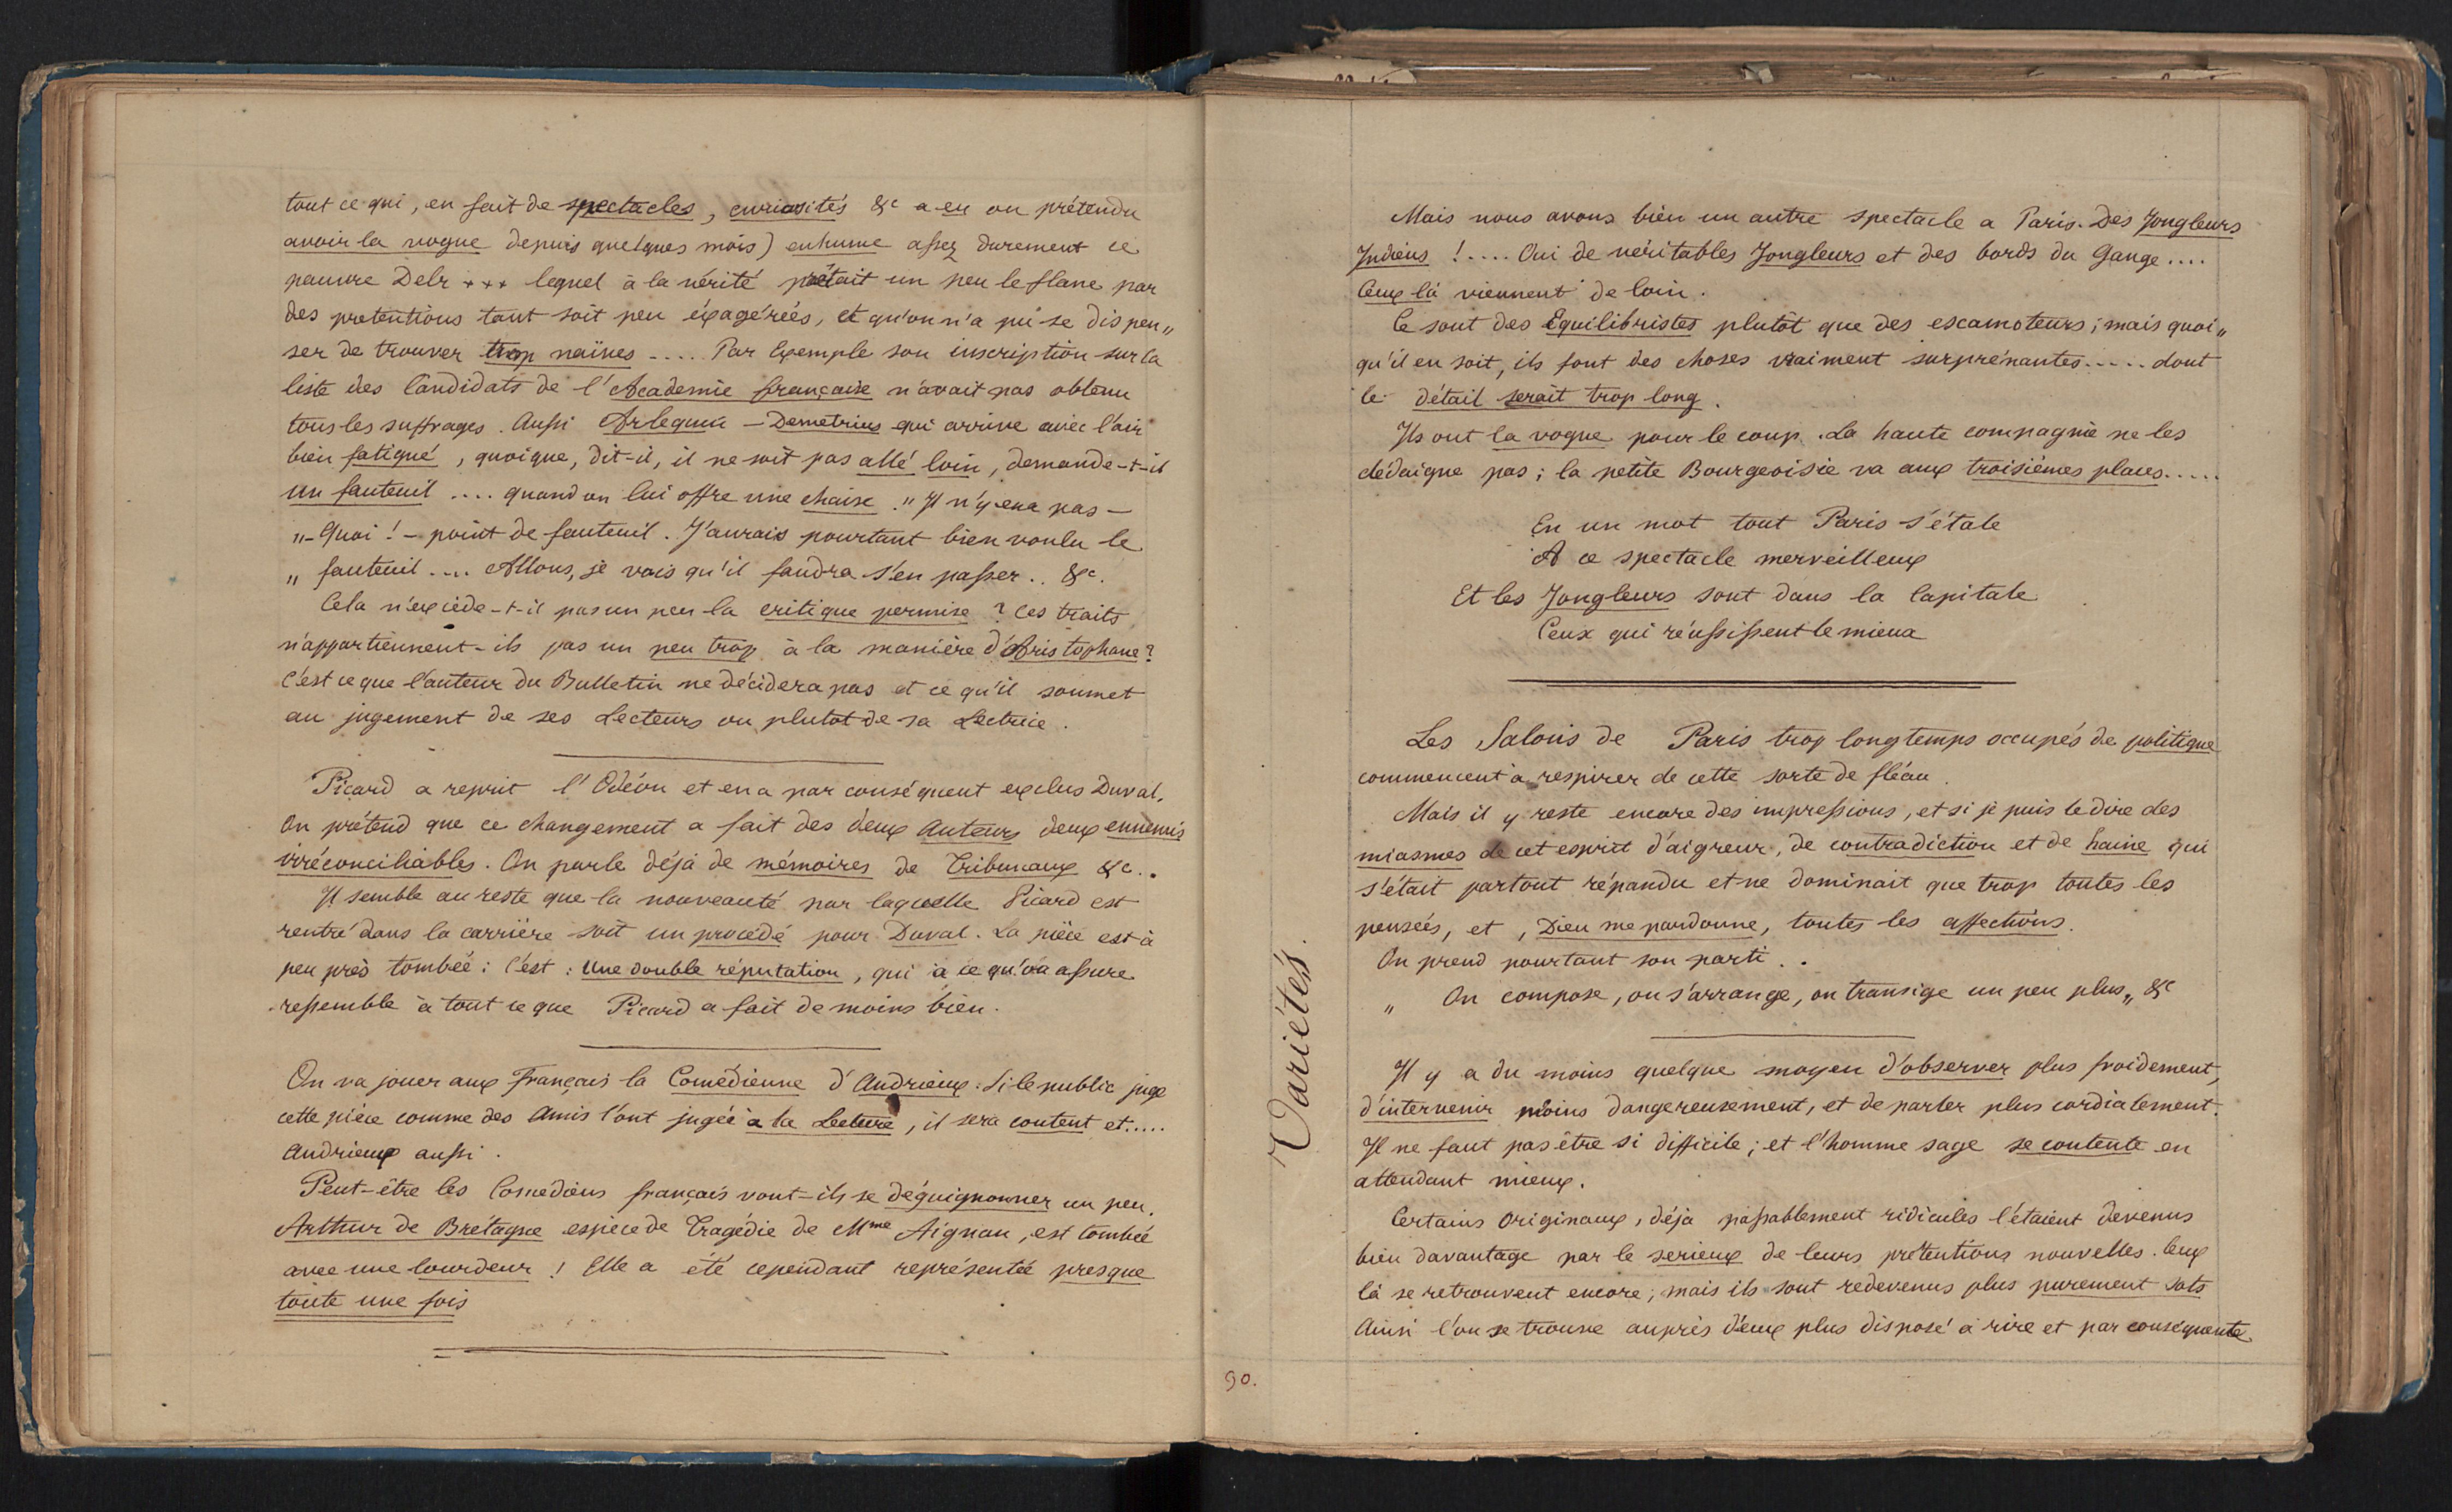 tout ce qui, en fait de spectacles, curiosités &c a eu ou prétendu
avoir la vogue depuis quelques mois) enhume assez durement ce
pauvre Delr *** lequel à la vérité prêtait un peu le flanc par
des pretentions tant soit peu éxagérées, et qu'on n'a pu se dispen„
ser de trouver trop naïves ..... Par Exemple son inscription sur la
liste des Candidats de l'Academie française n'avait pas obtenu
tous les suffrages. Aussi Arlequin - Demetrius qui arrive avec l'air
bien fatigué, quoique, dit-il, il ne soit pas allé loin, demande-t-il
un fauteuil .... quand on lui offre une chaise. " Il n'y en a pas —
"- Quoi ! - point de fauteuil. J'aurais pourtant bien voulu le
" fauteuil .... Allons, je vois qu'il faudra s'en passer .. &c.
Cela n'excède-t-il pas un peu la critique permise ? Ces traits
n'appartiennent-ils pas un peu trop à la manière d'Aristophane ?
C'est ce que l'auteur du Bulletin ne décidera pas et ce qu'il soumet
au jugement de ses Lecteurs ou plutot de sa Lectrice.
Picard a reprit l'Odéon et en a par conséquent exclus Duval.
On prétend que ce changement a fait des deux Auteurs deux ennemis
irréconciliables. On parle déjà de mémoires de Tribunaux &c..
Il semble au reste que la nouveauté par laquelle Picard est
rentré dans la carrière soit un procédé pour Duval. La pièce est à
peu près tombée : C'est : Une double réputation, qui à ce qu'on assure
ressemble à tout ce que Picard a fait de moins bien.
On va jouer aux Français la Comédienne d'Andrieux. Si le public juge
cette pièce comme des Amis l'ont jugée à la Lecture, il sera content et .....
Andrieux aussi.
Peut-être les Comediens français vont-ils se déguignonner un peu.
Arthur de Brétagne espèce de Tragédie de Mme Aignan, est tombée
avec une lourdeur ! Elle a été cependant représentée presque
toute une fois
Mais nous avons bien un autre spectacle a Paris. Des Jongleurs
Indiens ! .... Oui de véritables Jongleurs et des bords du Gange ....
Ceux là viennent de loin.
Ce sont des Equilibristes plutôt que des escamoteurs ; mais quoi„
qu'il en soit, ils font des choses vraiment surprénantes ..... dont
le détail serait trop long.
Ils ont la vogue pour le coup. La haute compagnie ne les
dédaigne pas ; la petite Bourgeoisie va aux troisièmes places .....
En un mot tout Paris s'étale
A ce spectacle merveilleux
Et les Jongleurs sont dans la Capitale
Ceux qui réussissent le mieux
Variétés.
Les Salons de Paris trop longtemps occupés de politique
commencent à respirer de cette sorte de fléau.
Mais il y reste encore des impressions, et si je puis le dire des
miasmes de cet esprit d'aigreur, de contradiction et de haine qui
s'était partout répandu et ne dominait que trop toutes les
pensées, et, Dieu me pardonne, toutes les affections.
On prend pourtant son parti ..
" On compose, on s'arrange, on transige un peu plus „ &c
Il y a du moins quelque moyen d'observer plus froidement,
d'intervenir moins dangereusement, et de parler plus cordialement.
Il ne faut pas être si difficile ; et l'homme sage se contente en
attendant mieux.
Certains Originaux, déja passablement ridicules l'étaient devenus
bien davantage par le serieux de leurs prétentions nouvelles. Ceux
là se retrouvent encore ; mais ils sont redevenus plus purement sots
Ainsi l'on se trouve auprès d'eux plus disposé à rire et par conséquente
90.